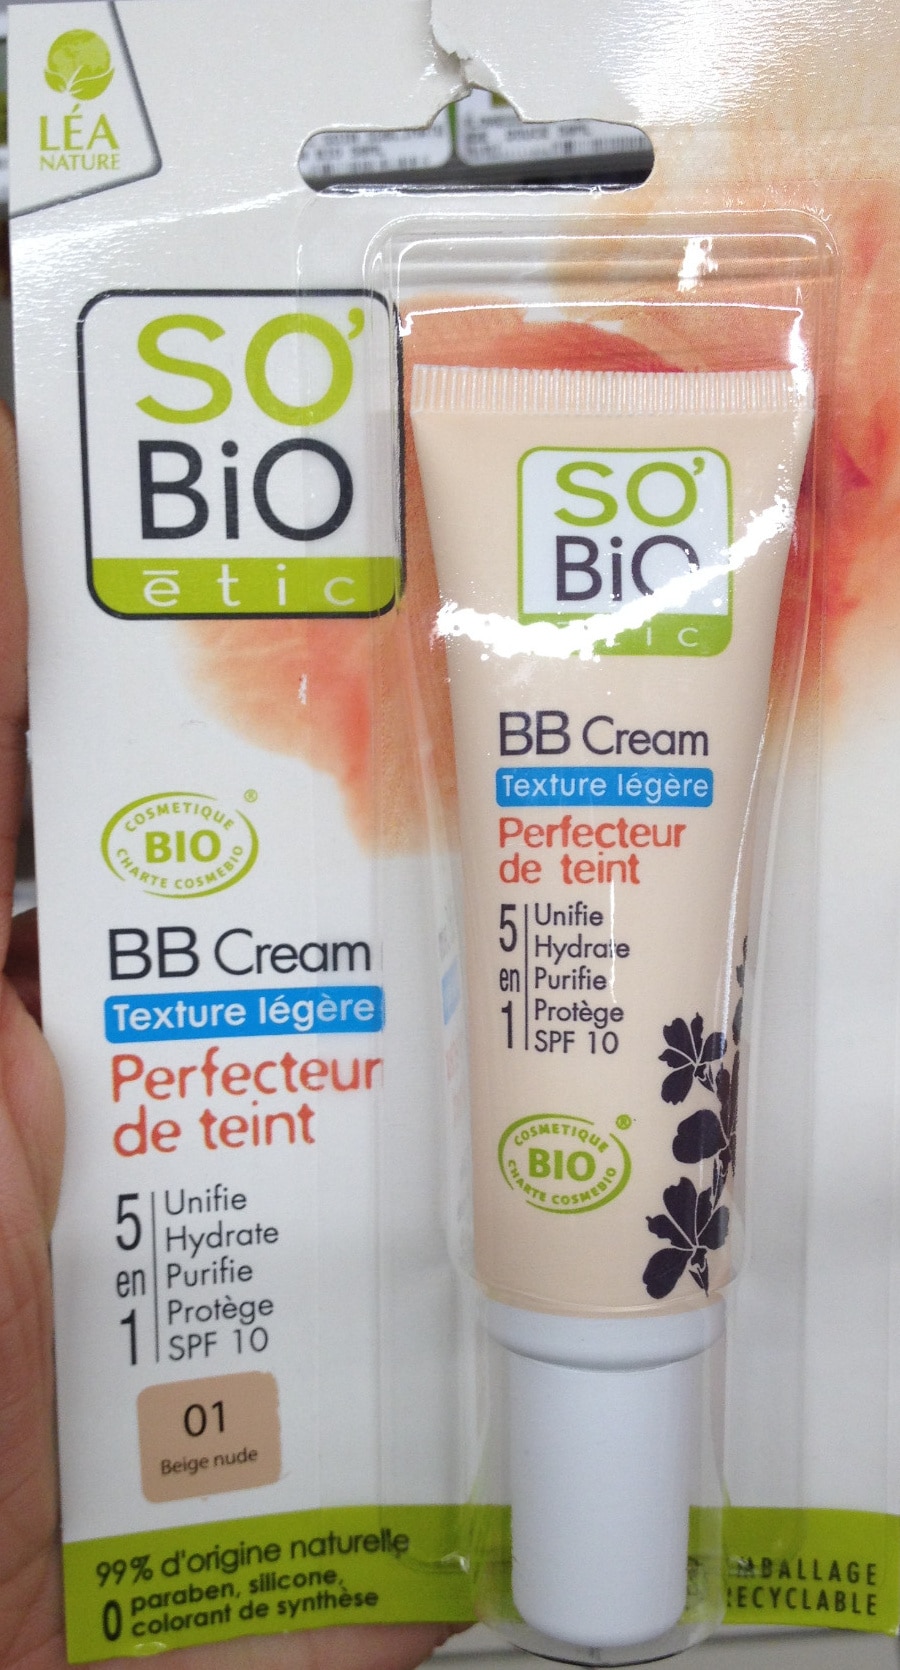 LÉA
NATURE
SO'
BiO
ētic
COSMETIQUE
BIO
®
CHARTE COSMÉBIO
BB Cream
Texture légère
Perfecteur
de teint
5 en 1
Unifie
Hydrate
Purifie
Protège
SPF 10
01
Beige nude
99% d'origine naturelle
0 paraben, silicone,
colorant de synthèse
SO'
BiO
BB Cream
Texture légère
Perfecteur
de teint
5 en 1
Unifie
Hydrate
Purifie
Protège
SPF 10
COSMETIQUE
BIO
®
CHARTE COSMEBIO
EMBALLAGE
RECYCLABLE